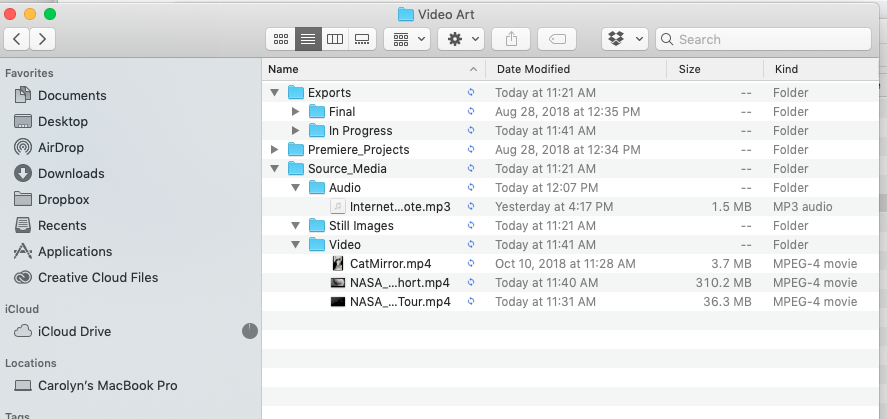 Video Art
Search
Favorites
Documents
Desktop
AirDrop
Downloads
Dropbox
Recents
Applications
Creative Cloud Files
iCloud
iCloud Drive
Locations
Carolyn's MacBook Pro
Tags
Name Date Modified Size Kind
Exports Today at 11:21 AM -- Folder
Final Aug 28, 2018 at 12:35 PM -- Folder
In Progress Today at 11:41 AM -- Folder
Premiere_Projects Aug 28, 2018 at 12:34 PM -- Folder
Source_Media Today at 11:21 AM -- Folder
Audio Today at 12:07 PM -- Folder
Internet...ote.mp3 Yesterday at 4:17 PM 1.5 MB MP3 audio
Still Images Today at 11:21 AM -- Folder
Video Today at 11:41 AM -- Folder
CatMirror.mp4 Oct 10, 2018 at 11:28 AM 3.7 MB MPEG-4 movie
NASA_...hort.mp4 Today at 11:40 AM 310.2 MB MPEG-4 movie
NASA_...Tour.mp4 Today at 11:31 AM 36.3 MB MPEG-4 movie